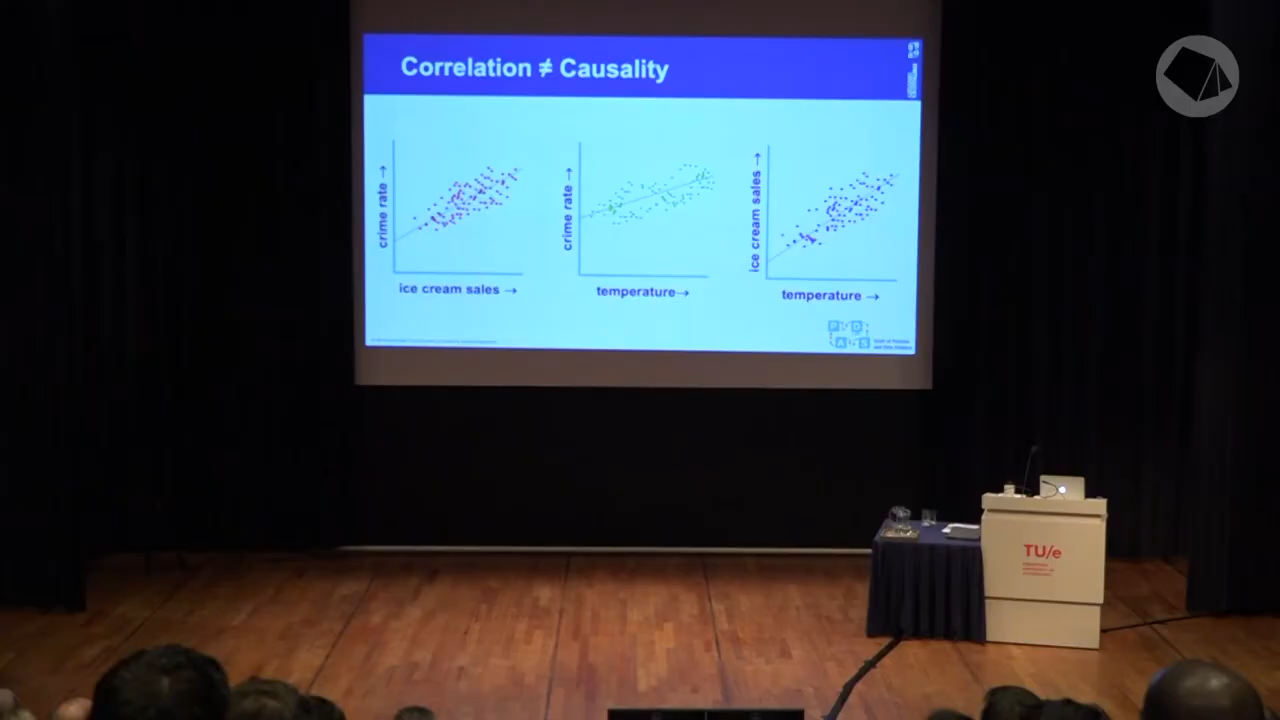 Correlation ≠ Causality
crime rate →
ice cream sales →
crime rate →
temperature→
ice cream sales →
temperature →
P
D
A
S
TU/e